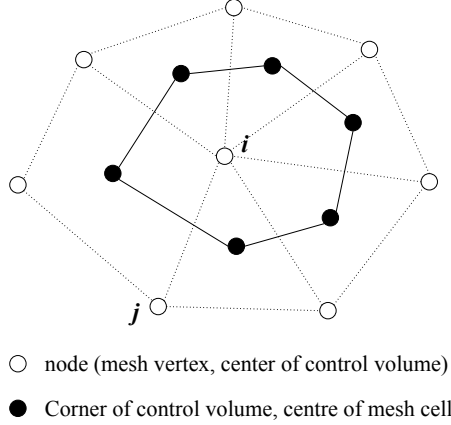 i
j
node (mesh vertex, center of control volume)
Corner of control volume, centre of mesh cell